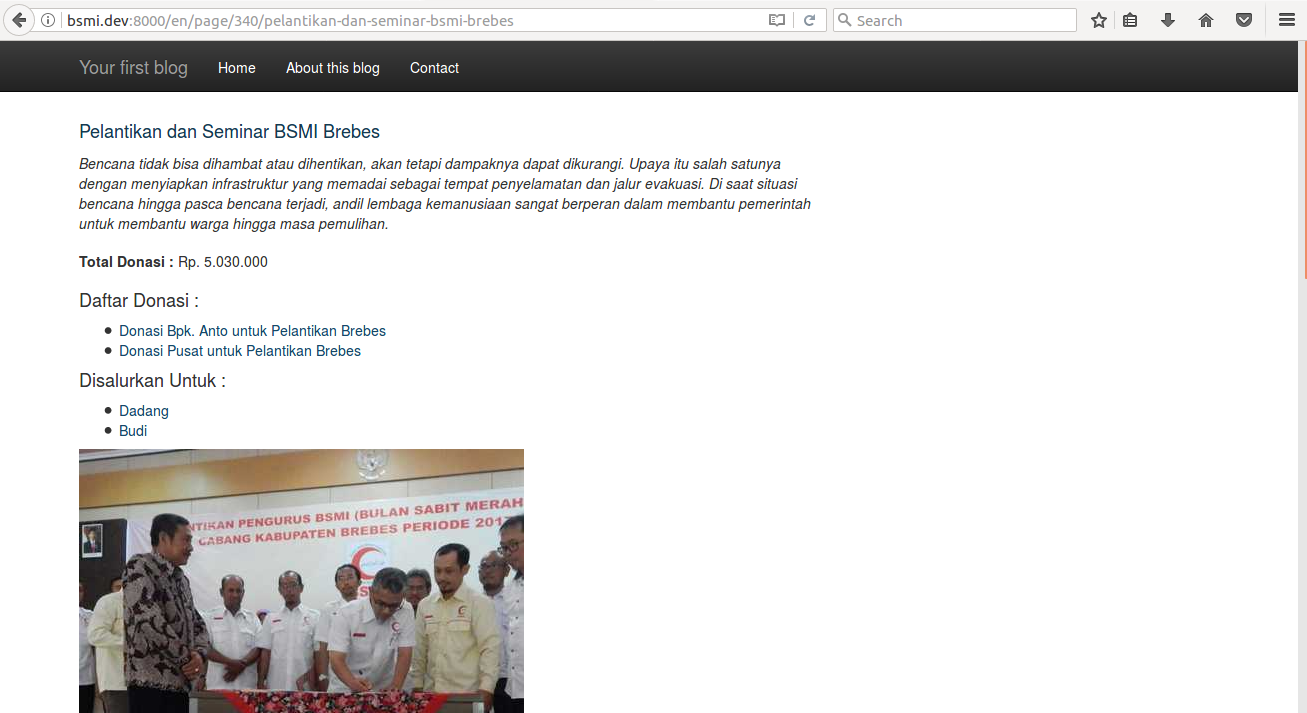 bsmi.dev:8000/en/page/340/pelantikan-dan-seminar-bsmi-brebes
Search
Your first blog
Home
About this blog
Contact
Pelantikan dan Seminar BSMI Brebes
Bencana tidak bisa dihambat atau dihentikan, akan tetapi dampaknya dapat dikurangi. Upaya itu salah satunya
dengan menyiapkan infrastruktur yang memadai sebagai tempat penyelamatan dan jalur evakuasi. Di saat situasi
bencana hingga pasca bencana terjadi, andil lembaga kemanusiaan sangat berperan dalam membantu pemerintah
untuk membantu warga hingga masa pemulihan.
Total Donasi : Rp. 5.030.000
Daftar Donasi :
Donasi Bpk. Anto untuk Pelantikan Brebes
Donasi Pusat untuk Pelantikan Brebes
Disalurkan Untuk :
Dadang
Budi
NTIKAN PENGURUS BSMI (BULAN SABIT MERAH
CABANG KABUPATEN BREBES PERIODE 2017